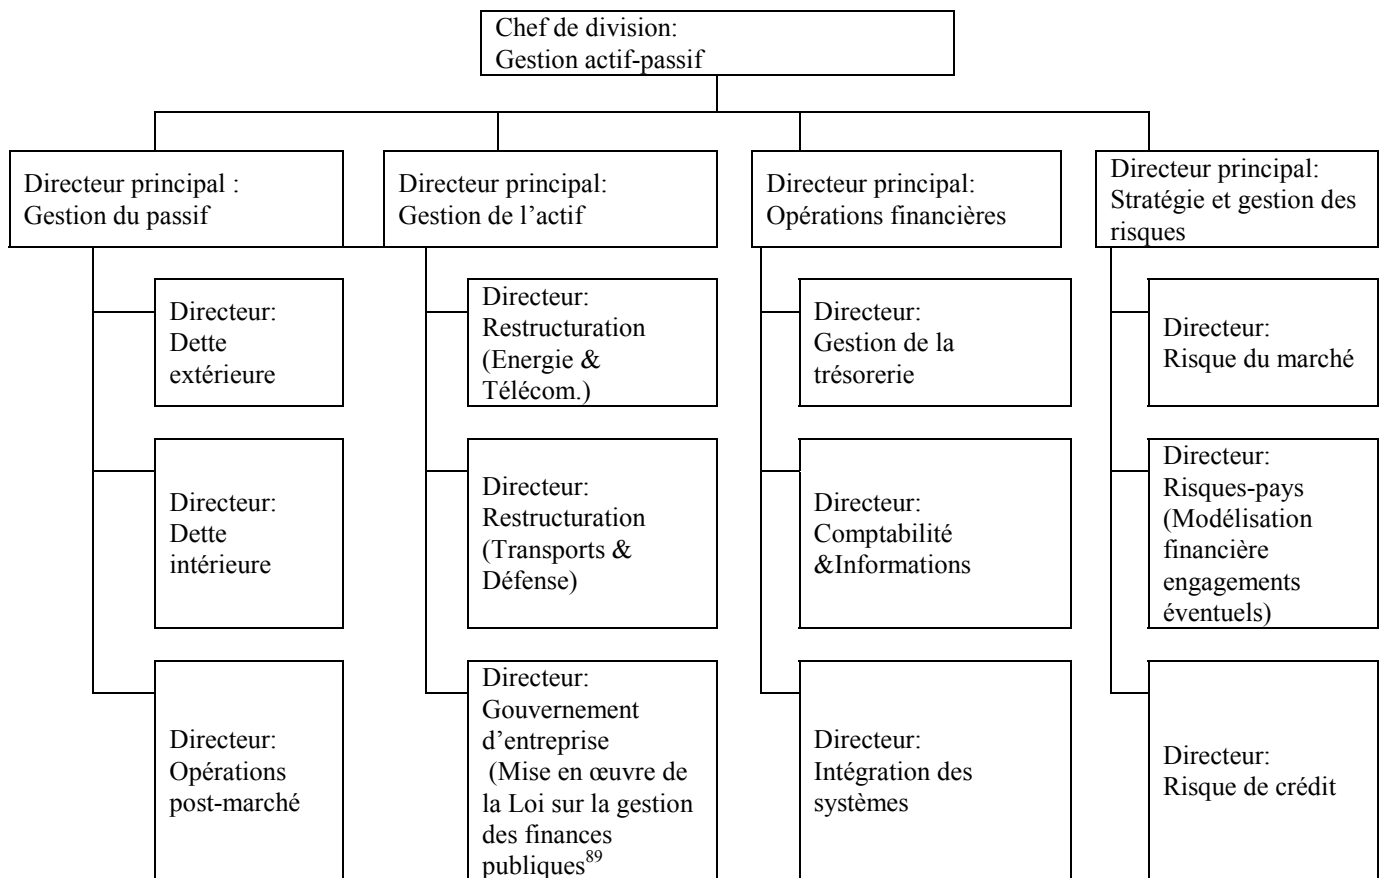 Chef de division:
Gestion actif-passif
Directeur principal :
Gestion du passif
Directeur principal:
Gestion de l’actif
Directeur principal:
Opérations financières
Directeur principal:
Stratégie et gestion des
risques
Directeur:
Dette
extérieure
Directeur:
Restructuration
(Energie &
Télécom.)
Directeur:
Gestion de la
trésorerie
Directeur:
Risque du marché
Directeur:
Dette
intérieure
Directeur:
Restructuration
(Transports &
Défense)
Directeur:
Comptabilité
&Informations
Directeur:
Risques-pays
(Modélisation
financière
engagements
éventuels)
Directeur:
Opérations
post-marché
Directeur:
Gouvernement
d’entreprise
(Mise en œuvre de
la Loi sur la gestion
des finances
publiques89
Directeur:
Intégration des
systèmes
Directeur:
Risque de crédit